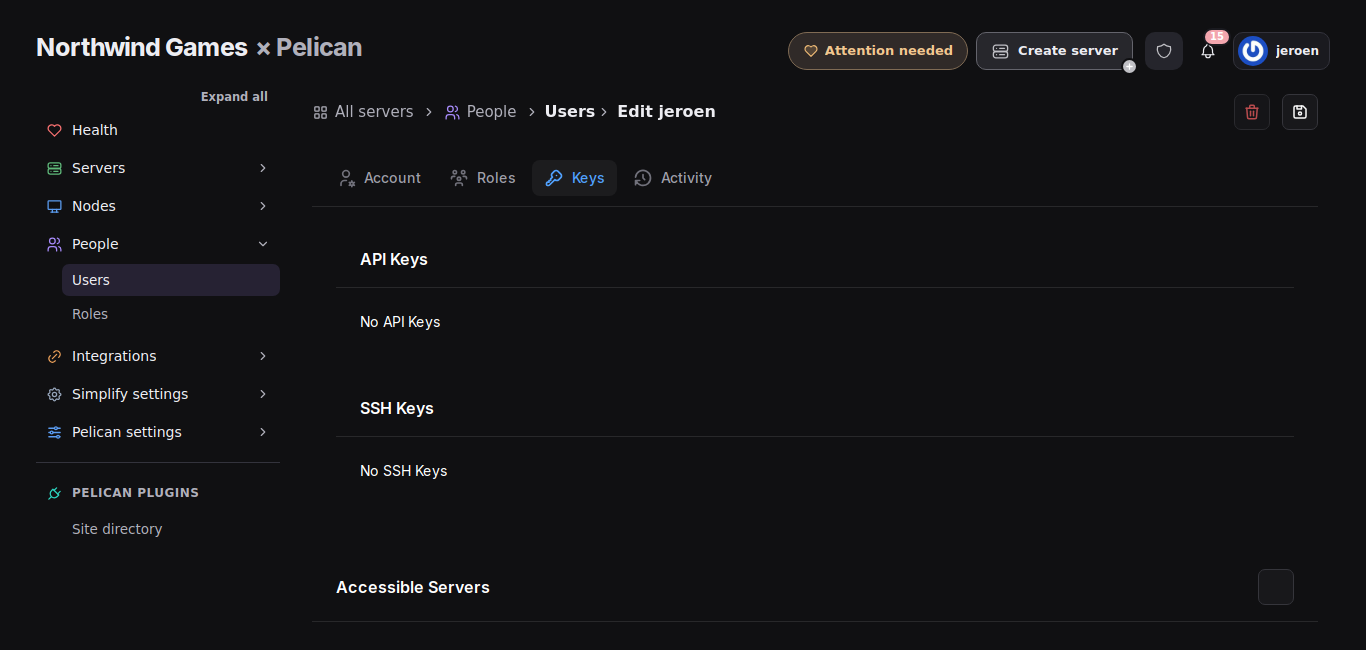 Northwind Games × Pelican
Attention needed
Create server
15
jeroen
Expand all
Health
Servers
Nodes
People
Users
Roles
Integrations
Simplify settings
Pelican settings
PELICAN PLUGINS
Site directory
All servers > People > Users > Edit jeroen
Account Roles Keys Activity
API Keys
No API Keys
SSH Keys
No SSH Keys
Accessible Servers